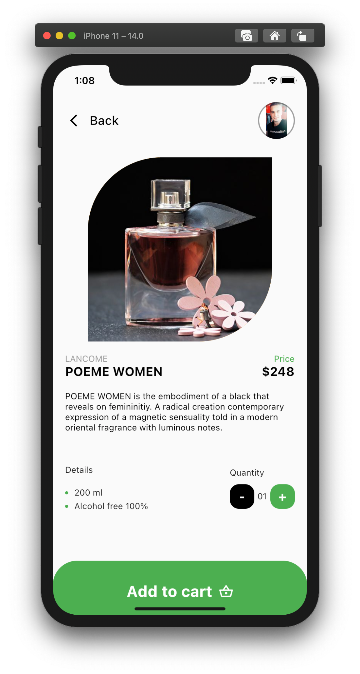 iPhone 11 – 14.0
1:08
Back
LANCOME
Price
POEME WOMEN
$248
POEME WOMEN is the embodiment of a black that
reveals on femininitiy. A radical creation contemporary
expression of a magnetic sensuality told in a modern
oriental fragrance with luminous notes.
Details
Quantity
200 ml
- 01 +
Alcohol free 100%
Add to cart